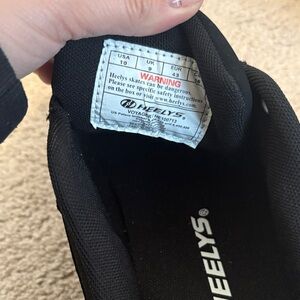 USA UK EUR
10 9 43
WARNING
Heelys skates can be dangerous.
Please see specific safety instructions
on the box or visit www.heelys.com
HEELYS®
VOYAGER
HEELYS®